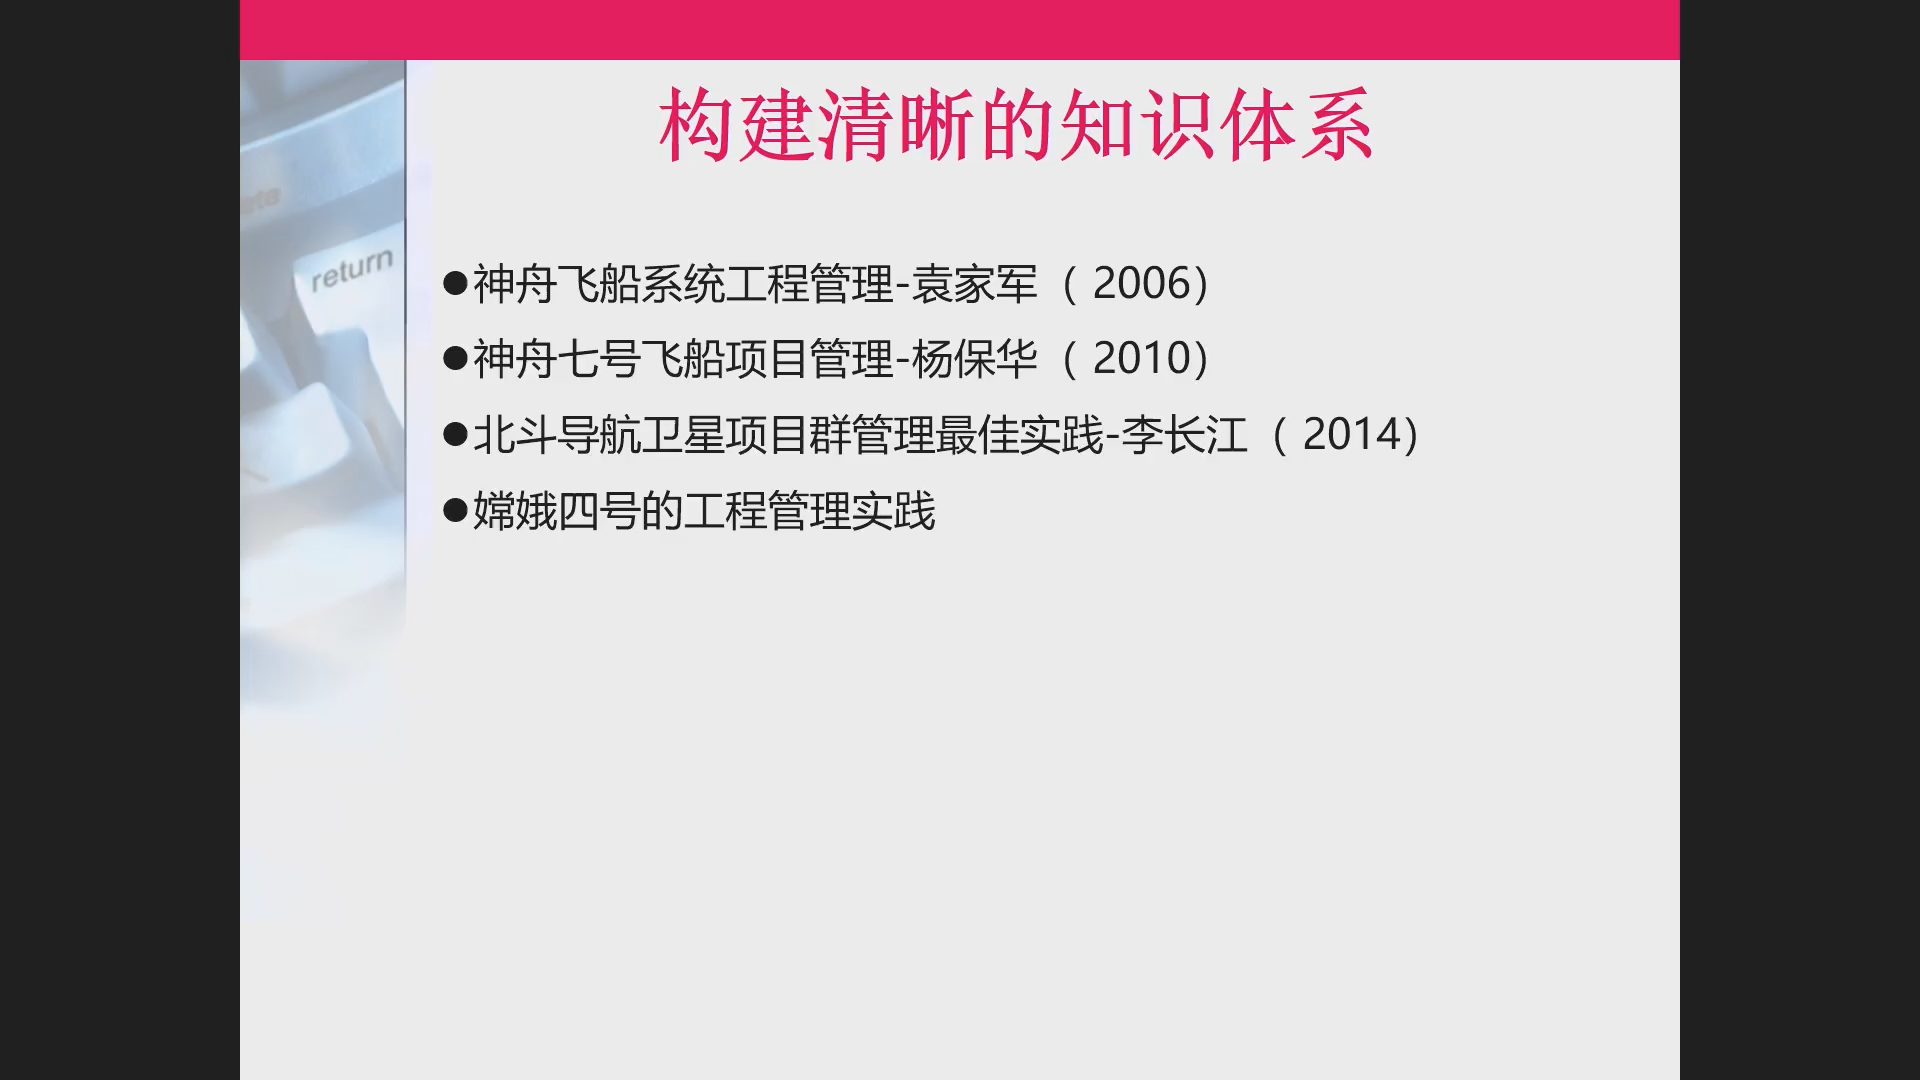 构建清晰的知识体系
return
●神舟飞船系统工程管理-袁家军（ 2006）
●神舟七号飞船项目管理-杨保华（ 2010）
●北斗导航卫星项目群管理最佳实践-李长江（ 2014）
●嫦娥四号的工程管理实践